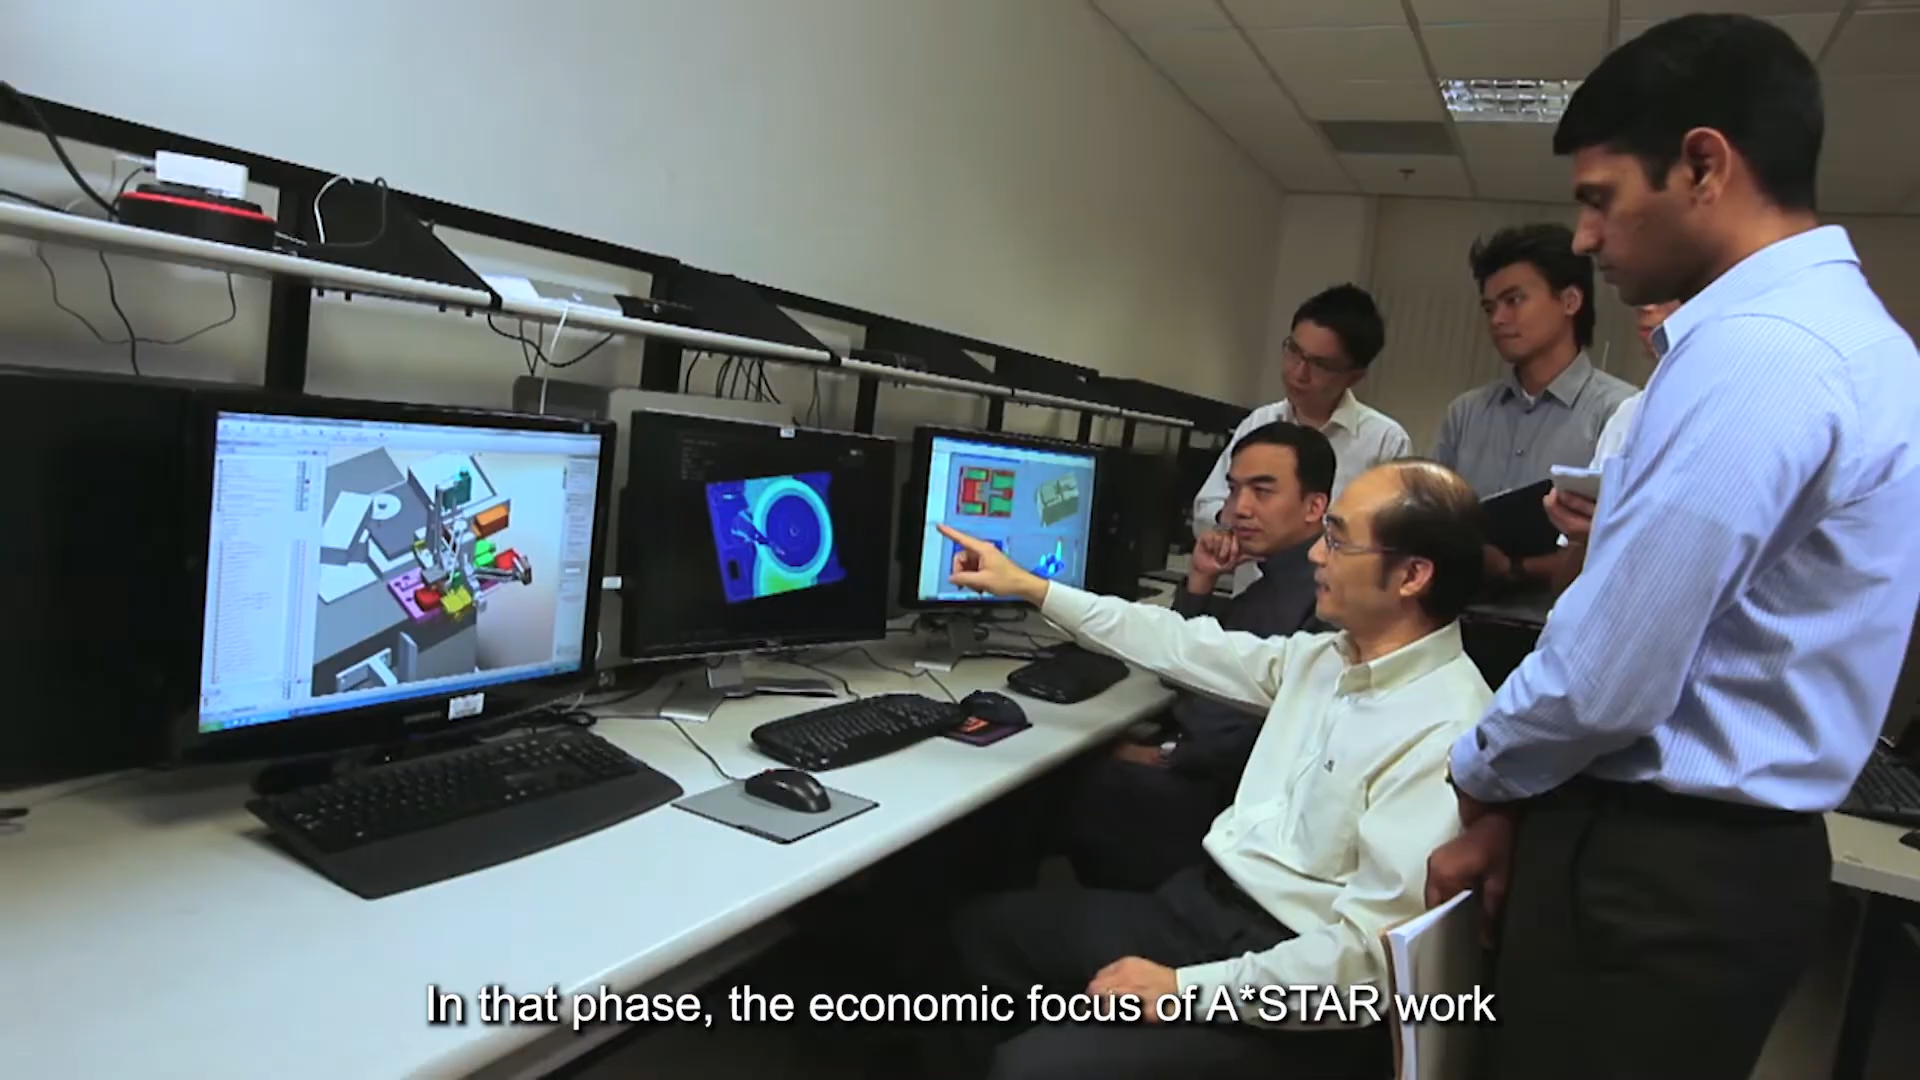 In that phase, the economic focus of A*STAR work